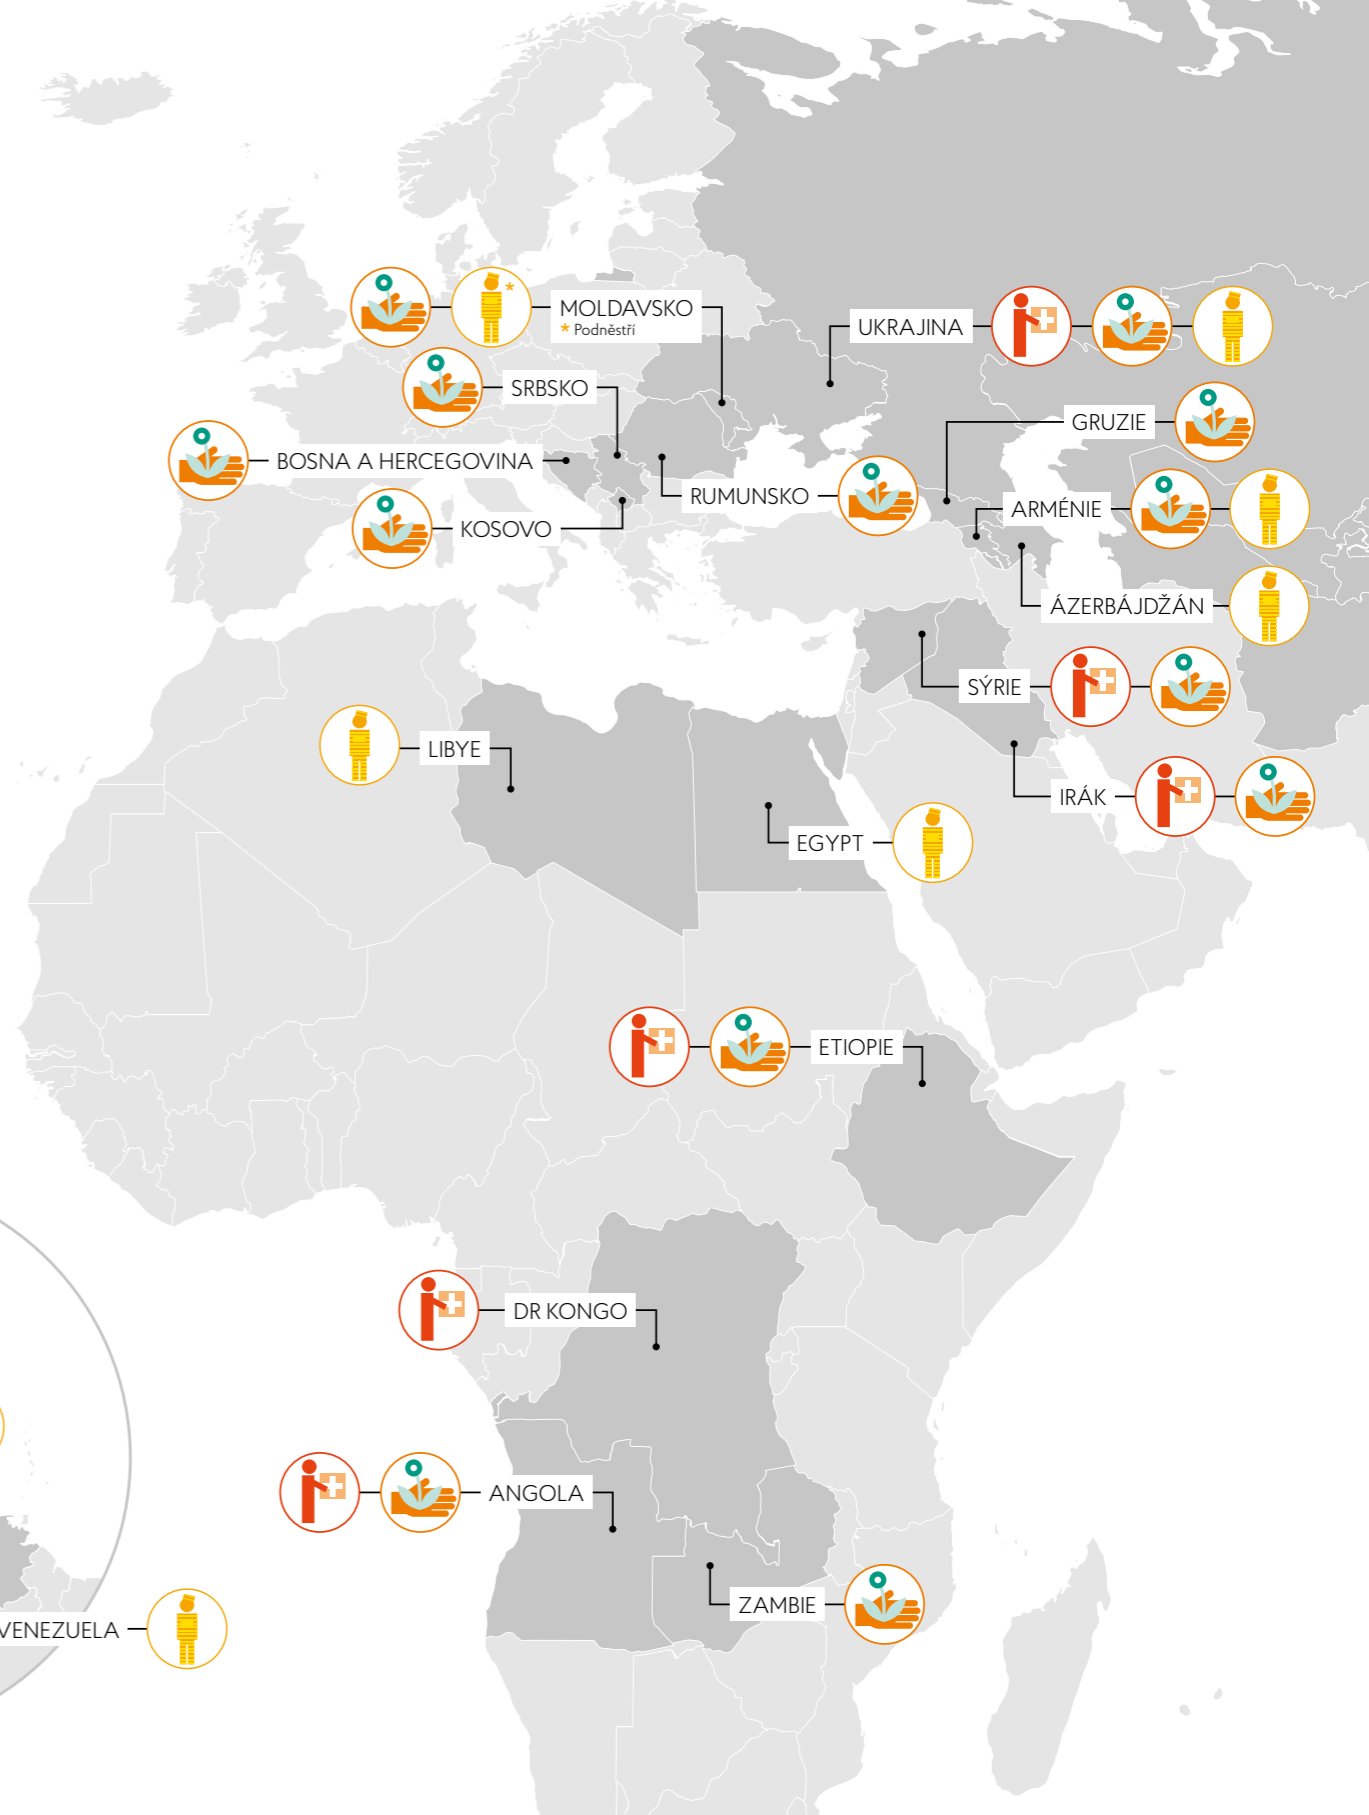 MOLDAVSKO
* Podněstří
UKRAJINA
SRBSKO
GRUZIE
BOSNA A HERCEGOVINA
RUMUNSKO
ARMÉNIE
KOSOVO
ÁZERBÁJDŽÁN
SÝRIE
LIBYE
IRÁK
EGYPT
ETIOPIE
DR KONGO
ANGOLA
ZAMBIE
VENEZUELA